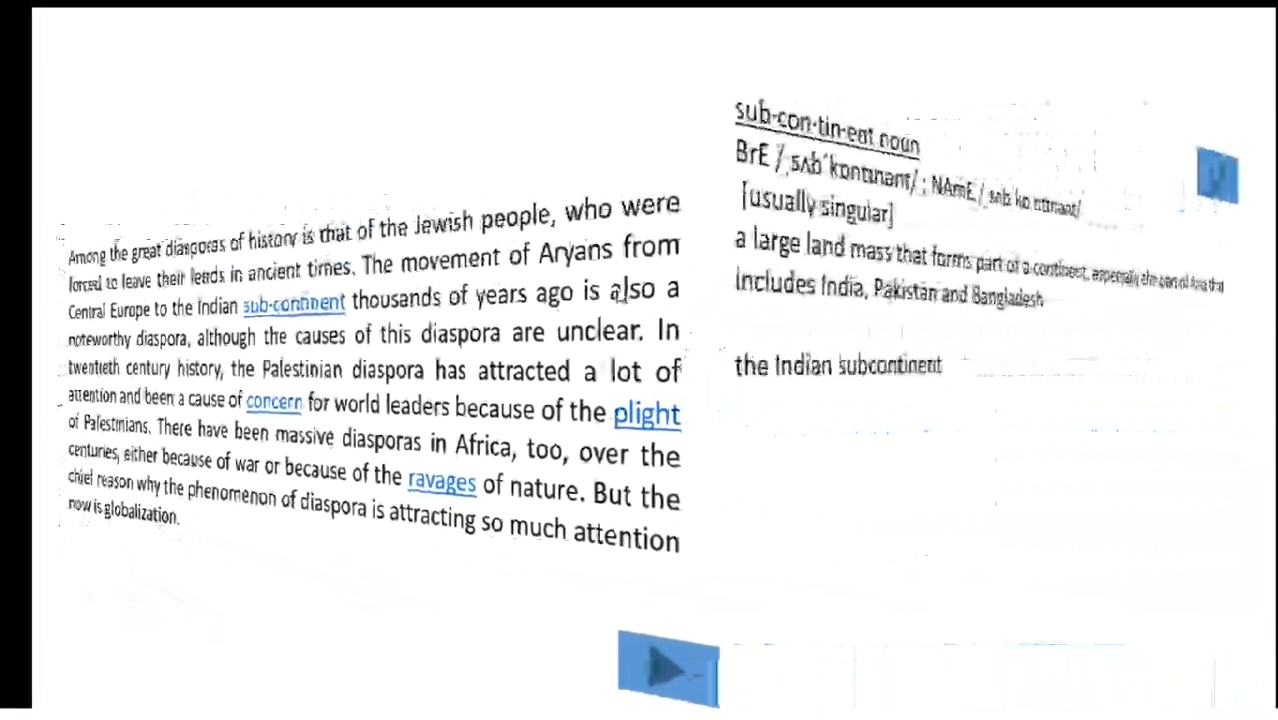 Among the great diasporas of history is that of the Jewish people, who were
forced to leave their lands in ancient times. The movement of Aryans from
Central Europe to the Indian sub-continent thousands of years ago is also a
noteworthy diaspora, although the causes of this diaspora are unclear. In
twentieth century history, the Palestinian diaspora has attracted a lot of
attention and been a cause of concern for world leaders because of the plight
of Palestinians. There have been massive diasporas in Africa, too, over the
centuries, either because of war or because of the ravages of nature. But the
chief reason why the phenomenon of diaspora is attracting so much attention
now is globalization.
sub·con·tin·ent noun
BrE /ˌsʌbˈkɒntɪnənt/ ; NAmE /
[usually singular]
a large land mass that forms part of a continent, especially the part of Asia that
includes India, Pakistan and Bangladesh
the Indian subcontinent